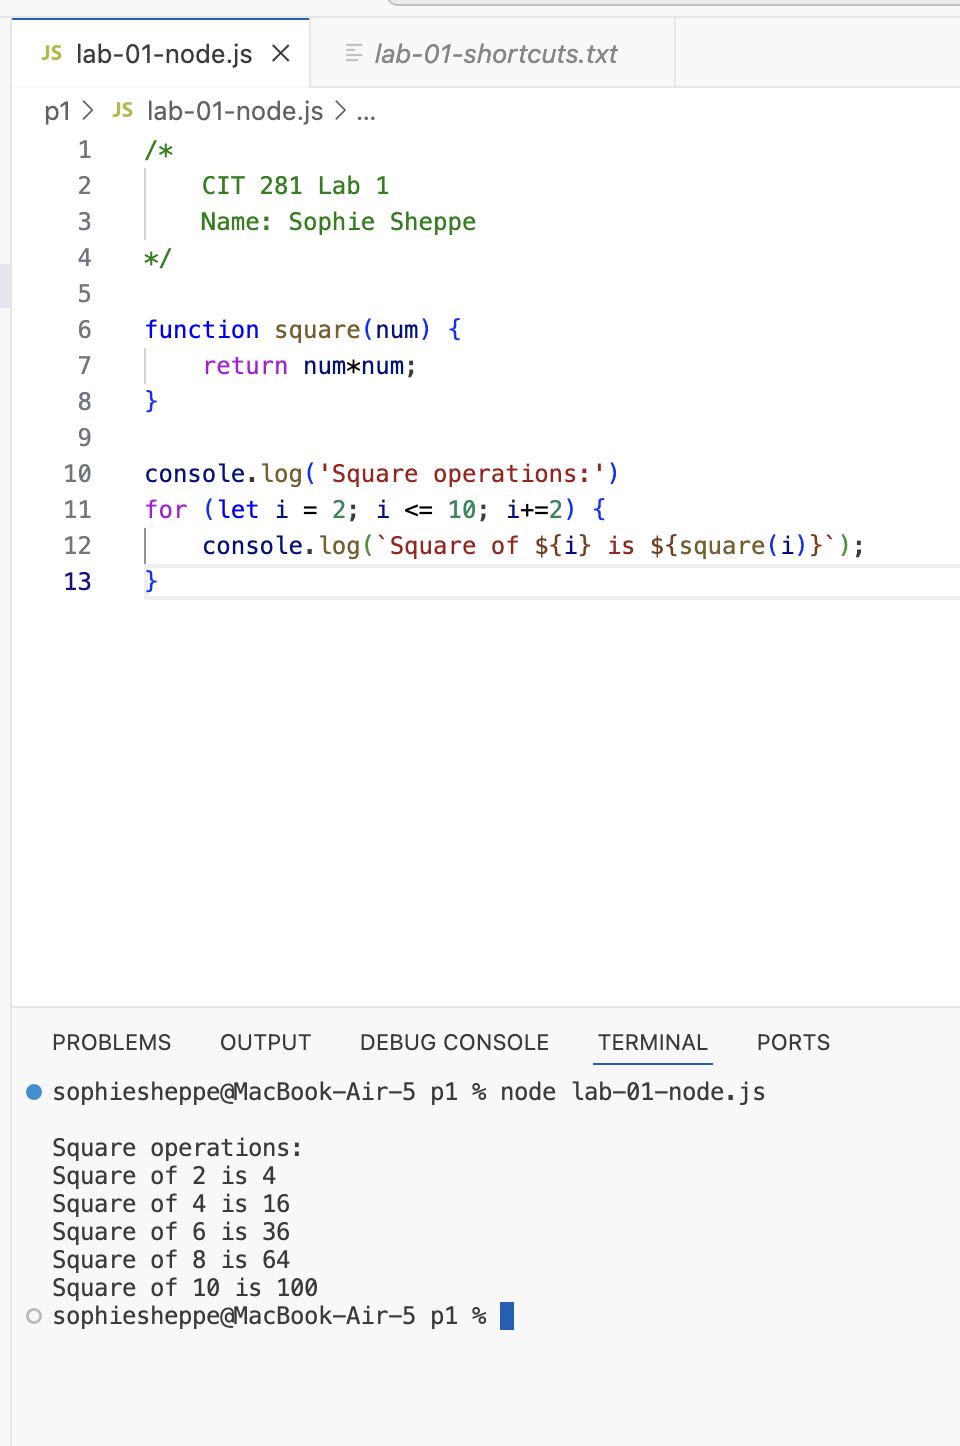 JS lab-01-node.js × lab-01-shortcuts.txt
p1 > JS lab-01-node.js > ...
1 /*
2     CIT 281 Lab 1
3     Name: Sophie Sheppe
4 */
5
6 function square(num) {
7     return num*num;
8 }
9
10 console.log('Square operations:')
11 for (let i = 2; i <= 10; i+=2) {
12     console.log(`Square of ${i} is ${square(i)}`);
13 }
PROBLEMS OUTPUT DEBUG CONSOLE TERMINAL PORTS
sophiesheppe@MacBook-Air-5 p1 % node lab-01-node.js
Square operations:
Square of 2 is 4
Square of 4 is 16
Square of 6 is 36
Square of 8 is 64
Square of 10 is 100
sophiesheppe@MacBook-Air-5 p1 %